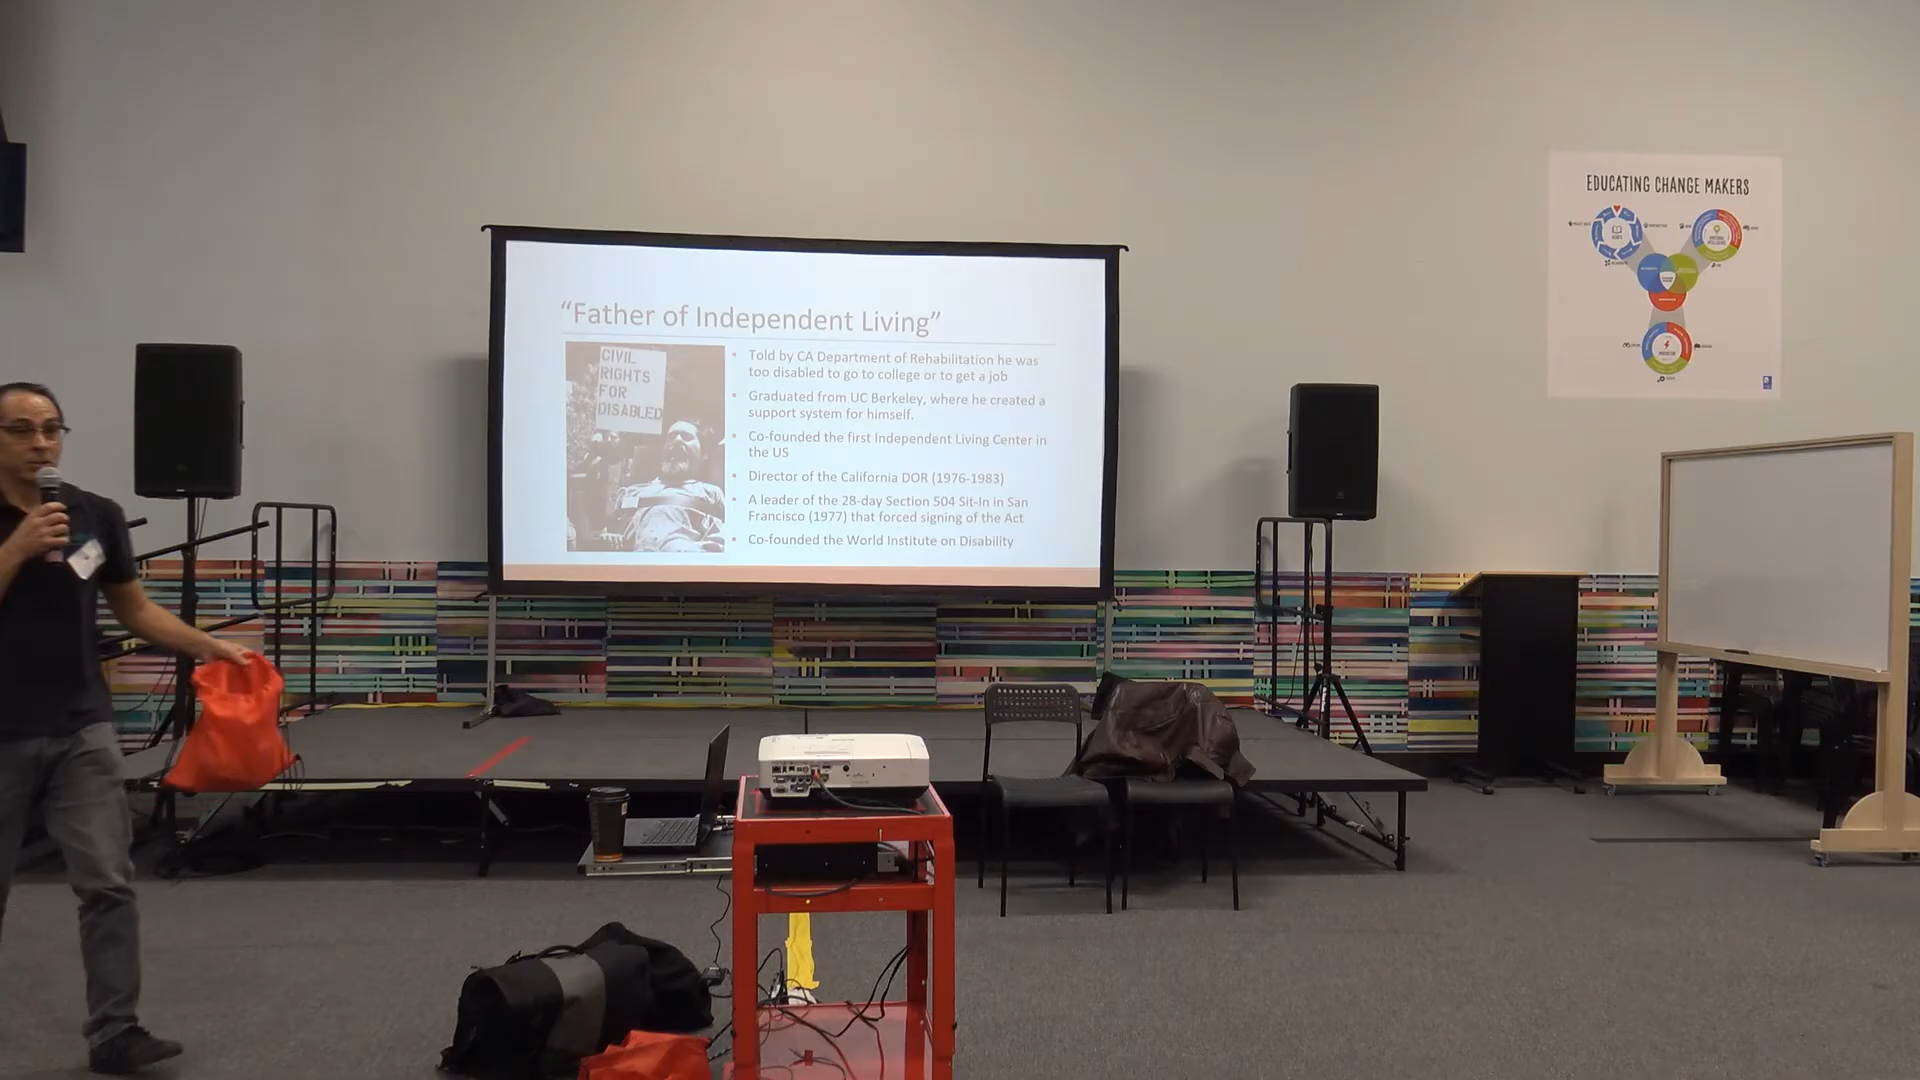 “Father of Independent Living”
CIVIL
RIGHTS
FOR
DISABLED
• Told by CA Department of Rehabilitation he was
too disabled to go to college or to get a job
• Graduated from UC Berkeley, where he created a
support system for himself.
• Co-founded the first Independent Living Center in
the US
• Director of the California DOR (1976-1983)
• A leader of the 28-day Section 504 Sit-In in San
Francisco (1977) that forced signing of the Act
• Co-founded the World Institute on Disability
EDUCATING CHANGE MAKERS